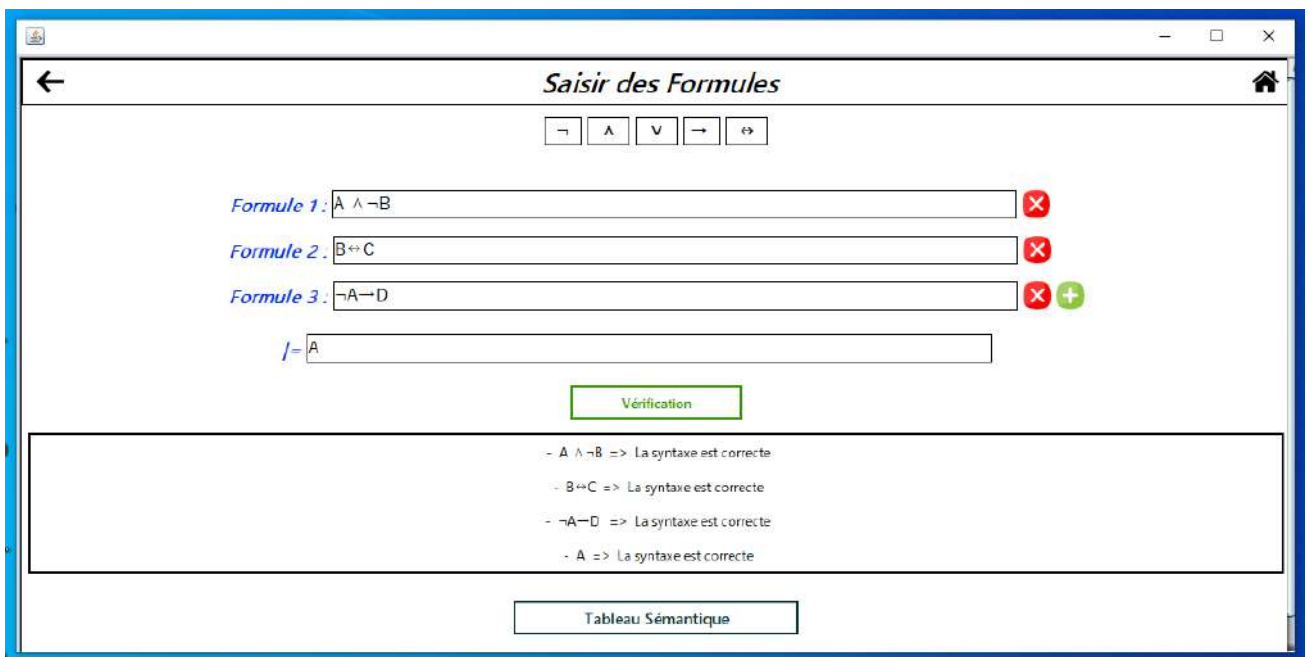 Saisir des Formules
¬ ∧ ∨ → ↔
Formule 1 : A ∧ ¬B
Formule 2 : B↔C
Formule 3 : ¬A→D
|= A
Vérification
- A ∧ ¬B => La syntaxe est correcte
- B↔C => La syntaxe est correcte
- ¬A→D => La syntaxe est correcte
- A => La syntaxe est correcte
Tableau Sémantique